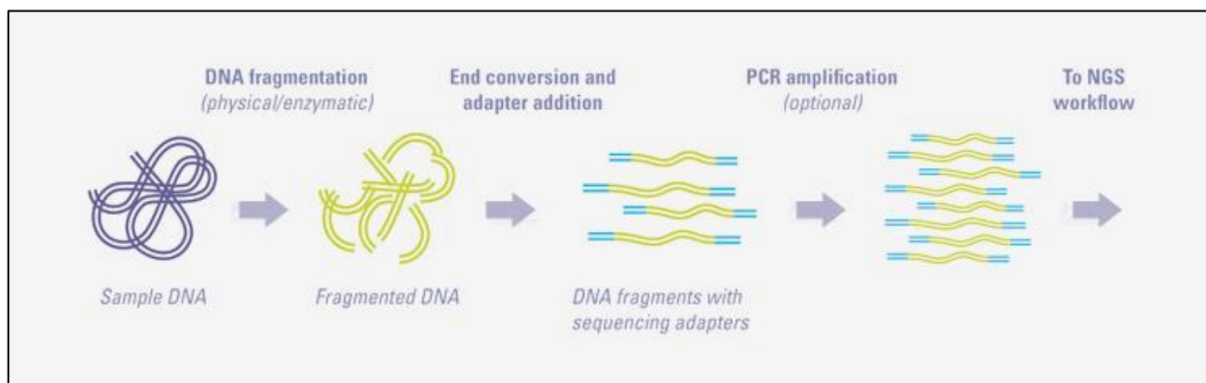 DNA fragmentation
(physical/enzymatic)
End conversion and
adapter addition
PCR amplification
(optional)
To NGS
workflow
Sample DNA
Fragmented DNA
DNA fragments with
sequencing adapters